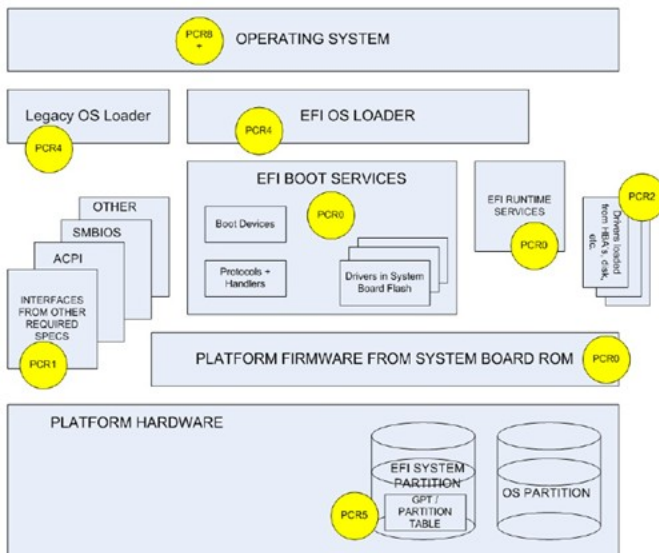 PCR8
+
OPERATING SYSTEM
Legacy OS Loader
PCR4
EFI OS LOADER
PCR4
EFI BOOT SERVICES
PCR0
Boot Devices
Protocols +
Handlers
Drivers in System
Board Flash
EFI RUNTIME
SERVICES
PCR0
PCR2
Drivers loaded
from HBA's, disk,
etc.
OTHER
SMBIOS
ACPI
INTERFACES
FROM OTHER
REQUIRED
SPECS
PCR1
PLATFORM FIRMWARE FROM SYSTEM BOARD ROM
PCR0
PLATFORM HARDWARE
EFI SYSTEM
PARTITION
GPT /
PARTITION
TABLE
PCR5
OS PARTITION